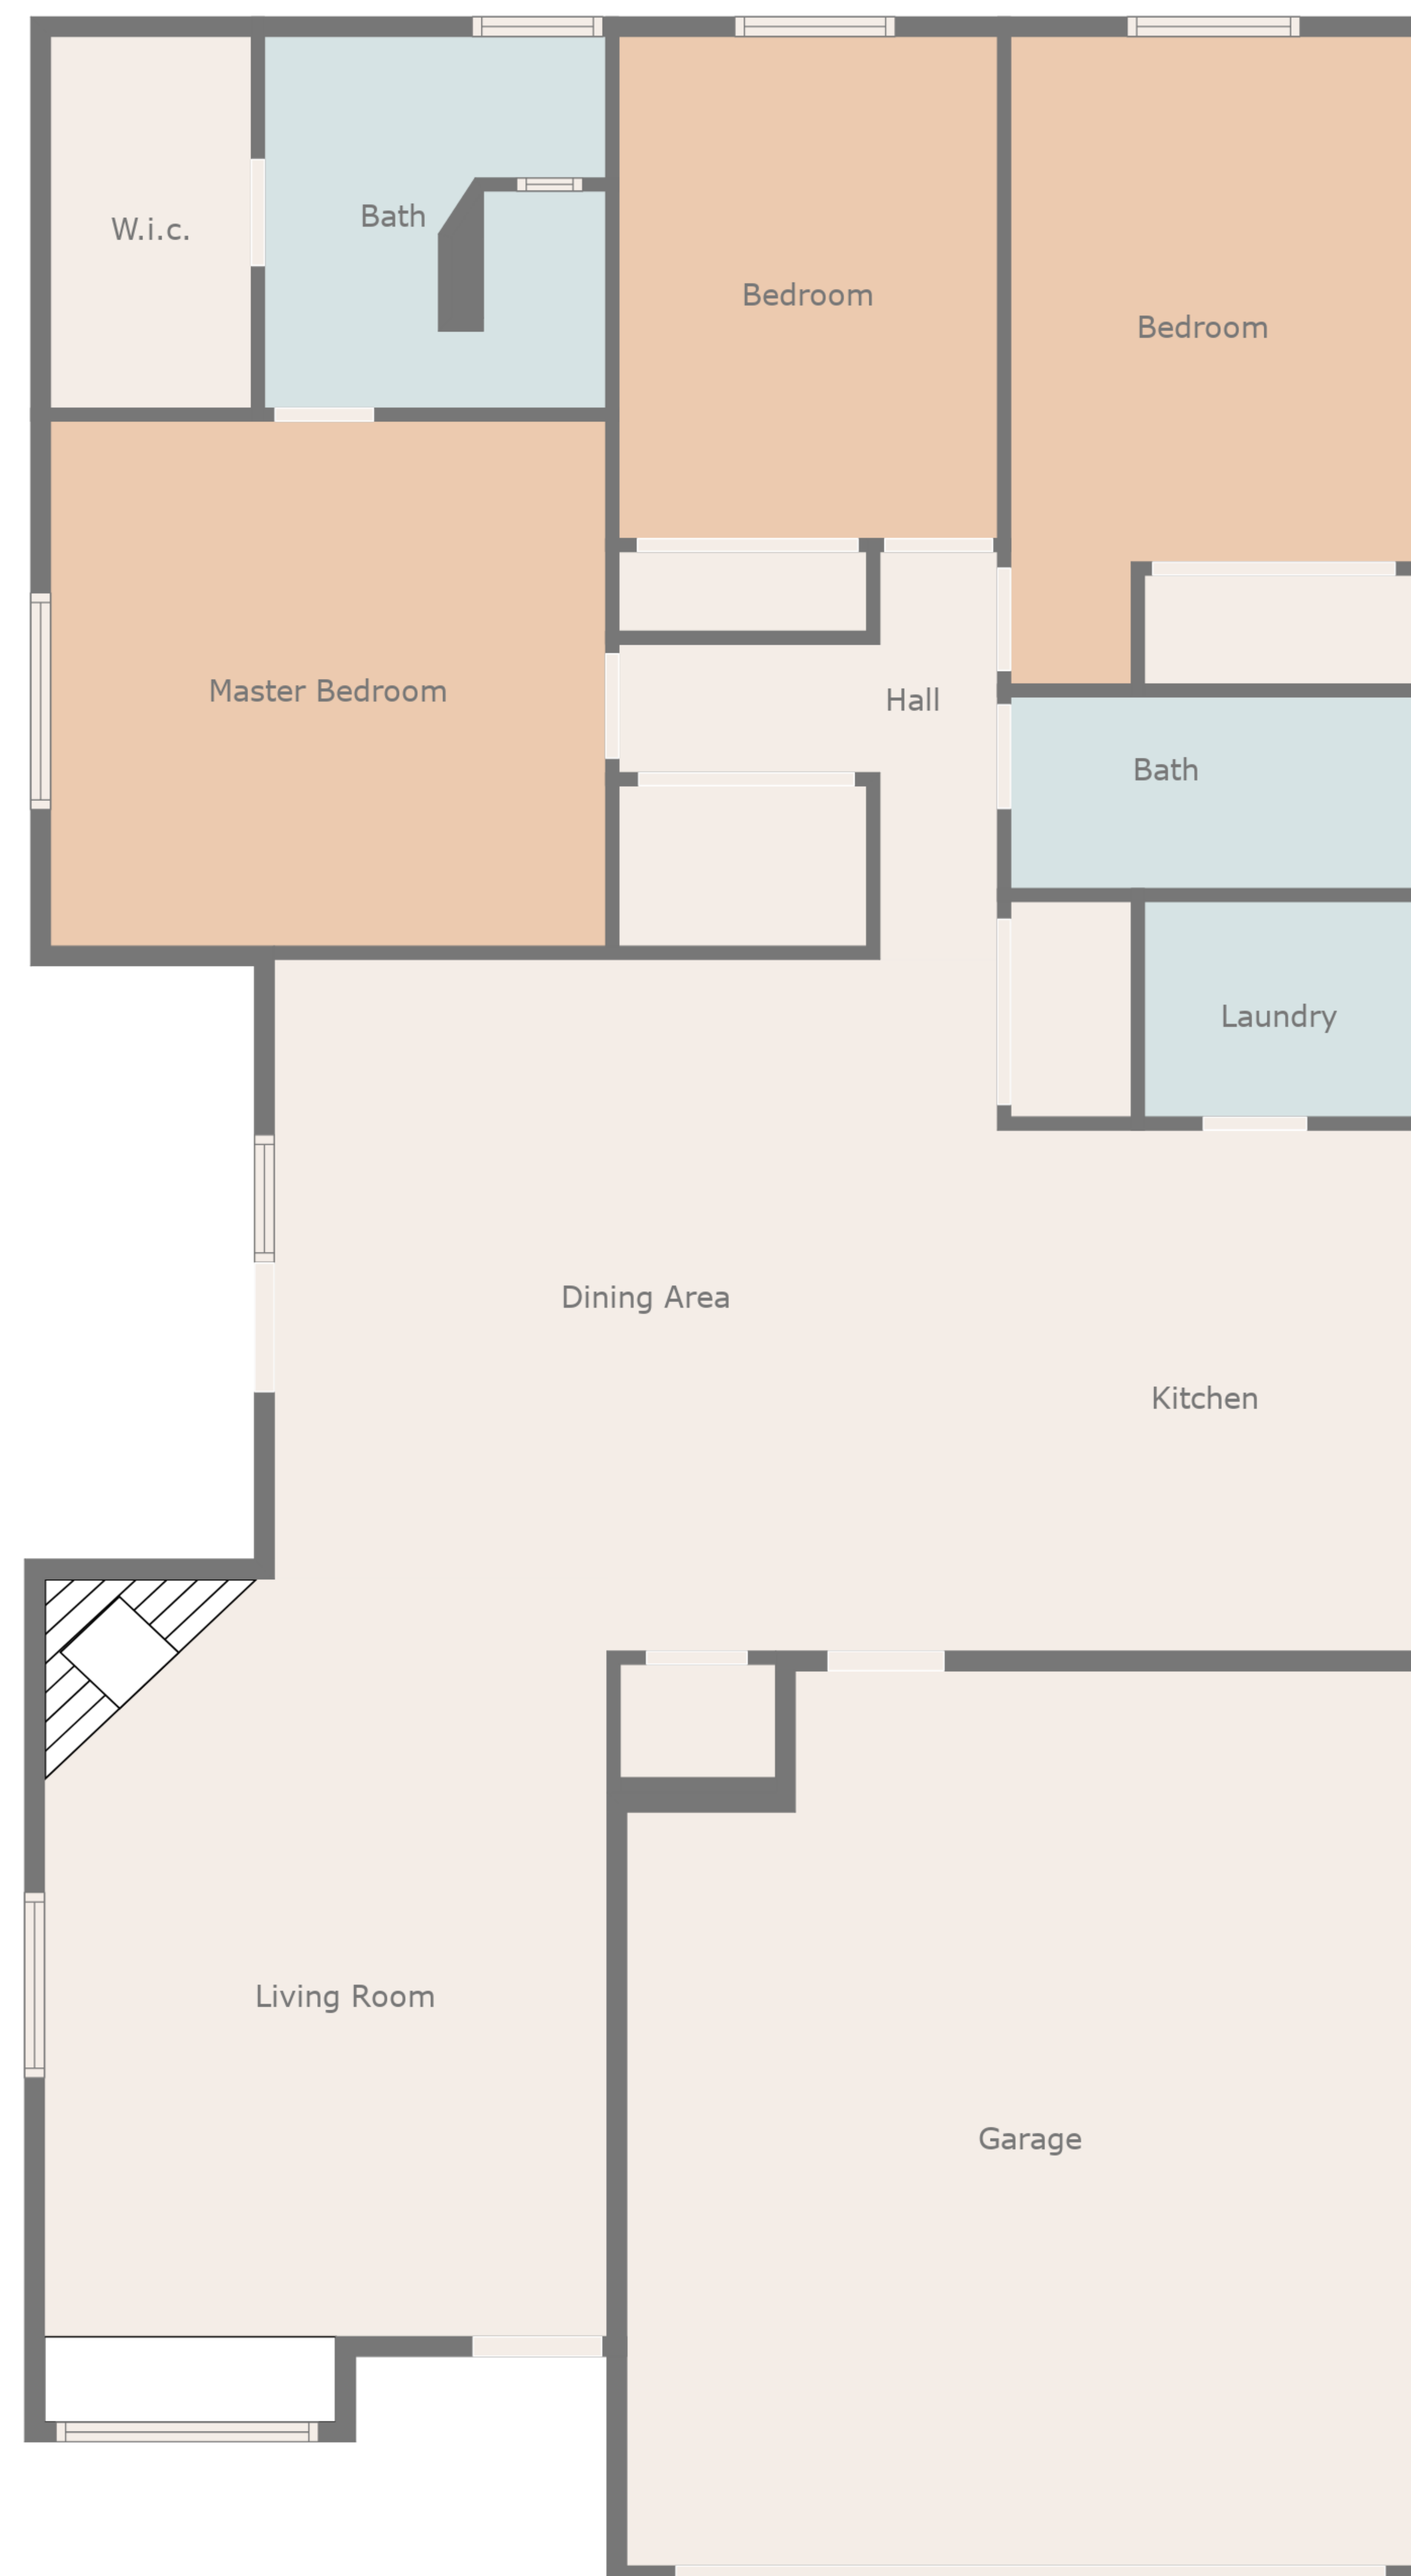 W.i.c.
Bath
Bedroom
Bedroom
Master Bedroom
Hall
Bath
Laundry
Dining Area
Kitchen
Living Room
Garage